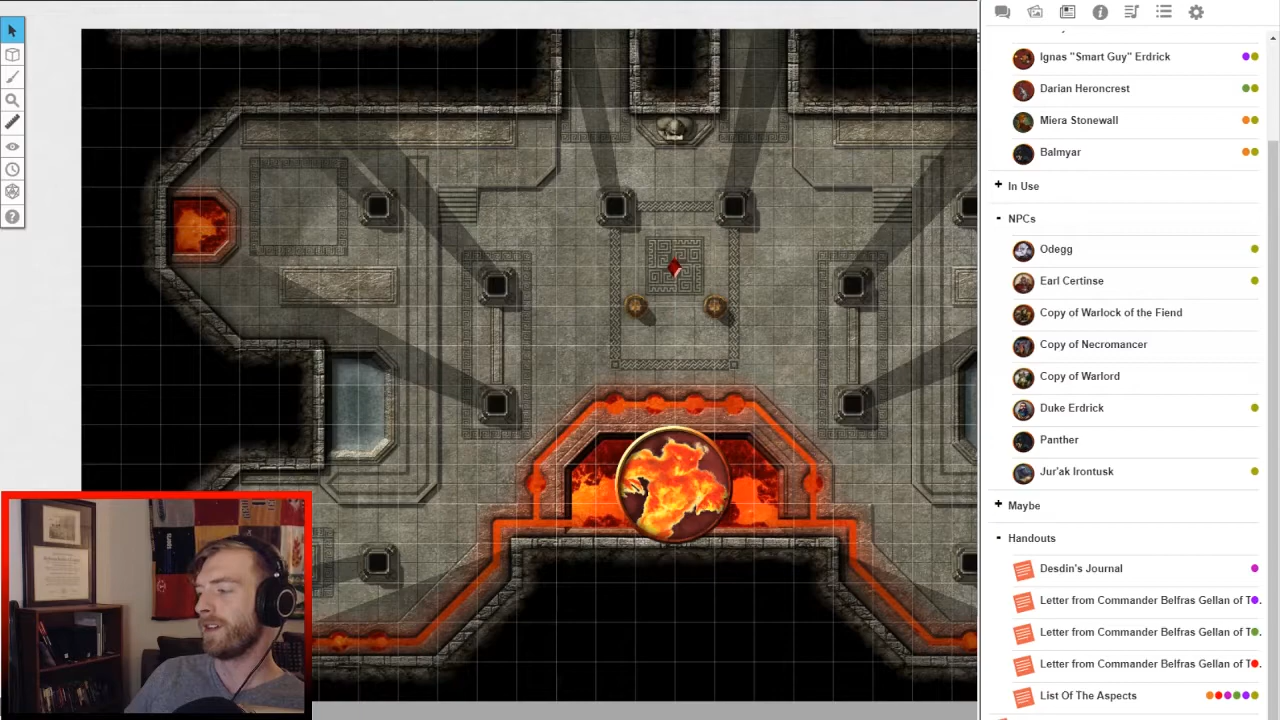 Ignas "Smart Guy" Erdrick
Darian Heroncrest
Miera Stonewall
Balmyar
+ In Use
- NPCs
Odegg
Earl Certinse
Copy of Warlock of the Fiend
Copy of Necromancer
Copy of Warlord
Duke Erdrick
Panther
Jur'ak Irontusk
+ Maybe
- Handouts
Desdin's Journal
Letter from Commander Belfras Gellan of T
Letter from Commander Belfras Gellan of T
Letter from Commander Belfras Gellan of T
List Of The Aspects